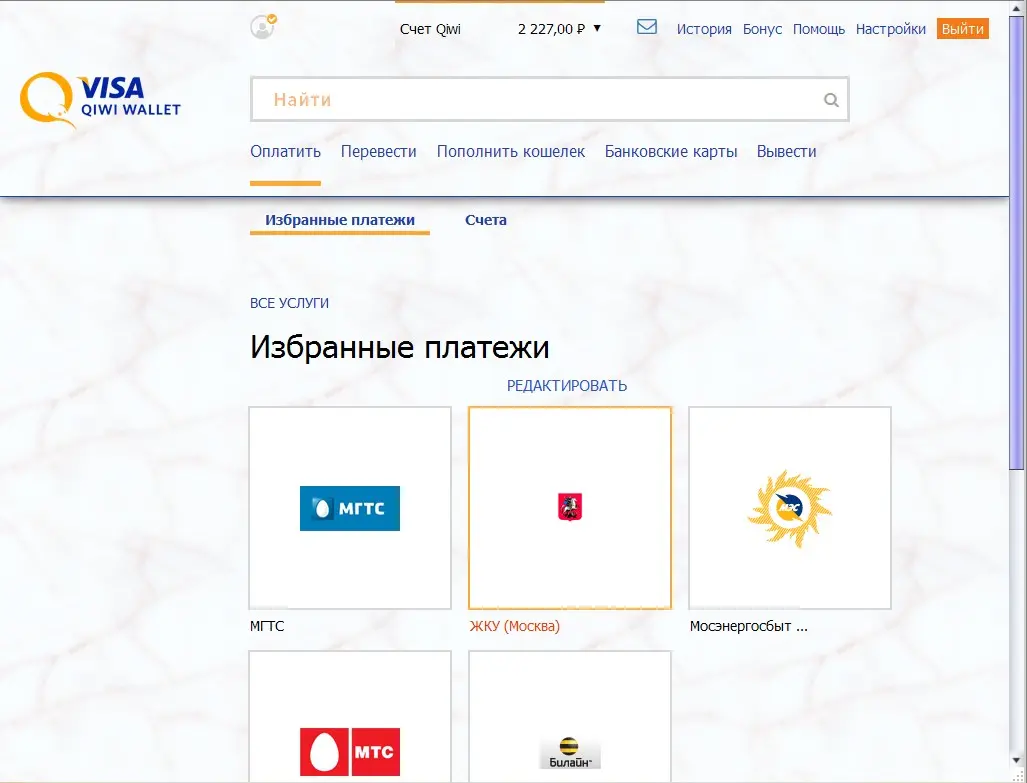 Счет Qiwi 2 227,00 ₽ ▼ История Бонус Помощь Настройки Выйти
VISA
QIWI WALLET
Найти
Оплатить Перевести Пополнить кошелек Банковские карты Вывести
Избранные платежи Счета
ВСЕ УСЛУГИ
Избранные платежи
РЕДАКТИРОВАТЬ
МГТС МЭС
МГТС ЖКУ (Москва) Мосэнергосбыт ...
МТС Билайн